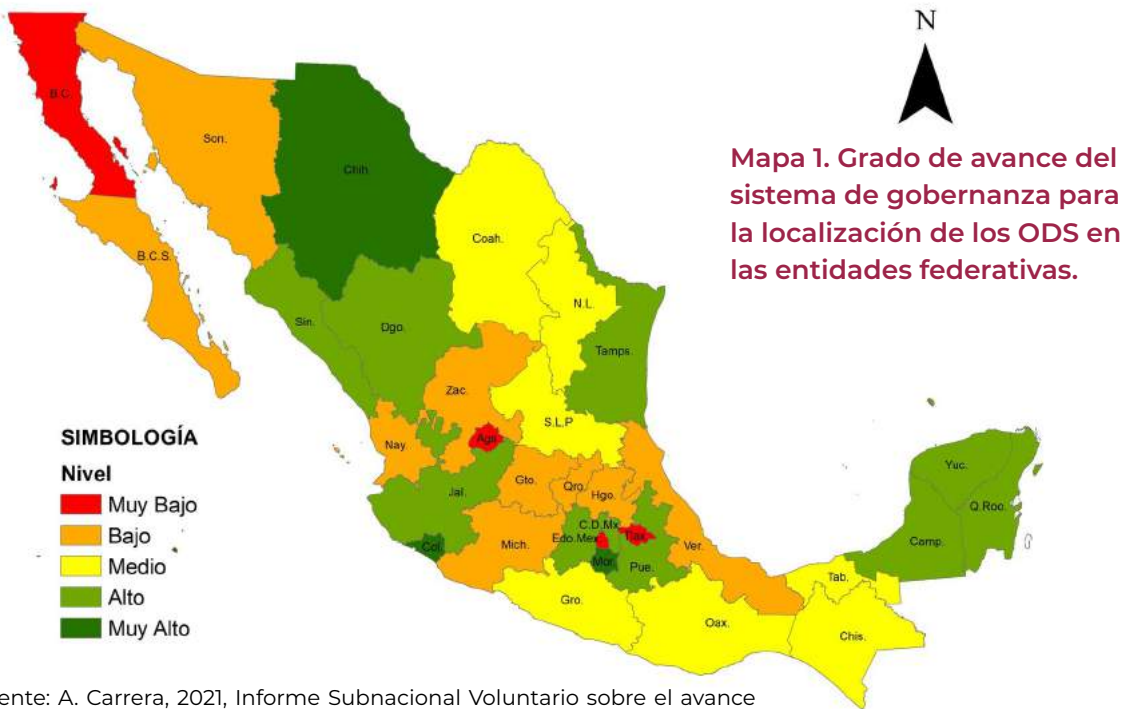 N
Mapa 1. Grado de avance del
sistema de gobernanza para
la localización de los ODS en
las entidades federativas.
B.C.
Son.
Chih.
Coah.
B.C.S.
N.L.
Sin.
Dgo.
Tamps.
Zac.
S.L.P
Nay.
Ags.
Yuc.
Jal.
Gto.
Qro.
Hgo.
Q.Roo.
C.D.Mx
Col.
Mich.
Edo.Mex
Tlax.
Ver.
Camp.
Mor.
Pue.
Tab.
Gro.
Oax.
Chis.
SIMBOLOGÍA
Nivel
Muy Bajo
Bajo
Medio
Alto
Muy Alto
ente: A. Carrera, 2021, Informe Subnacional Voluntario sobre el avance